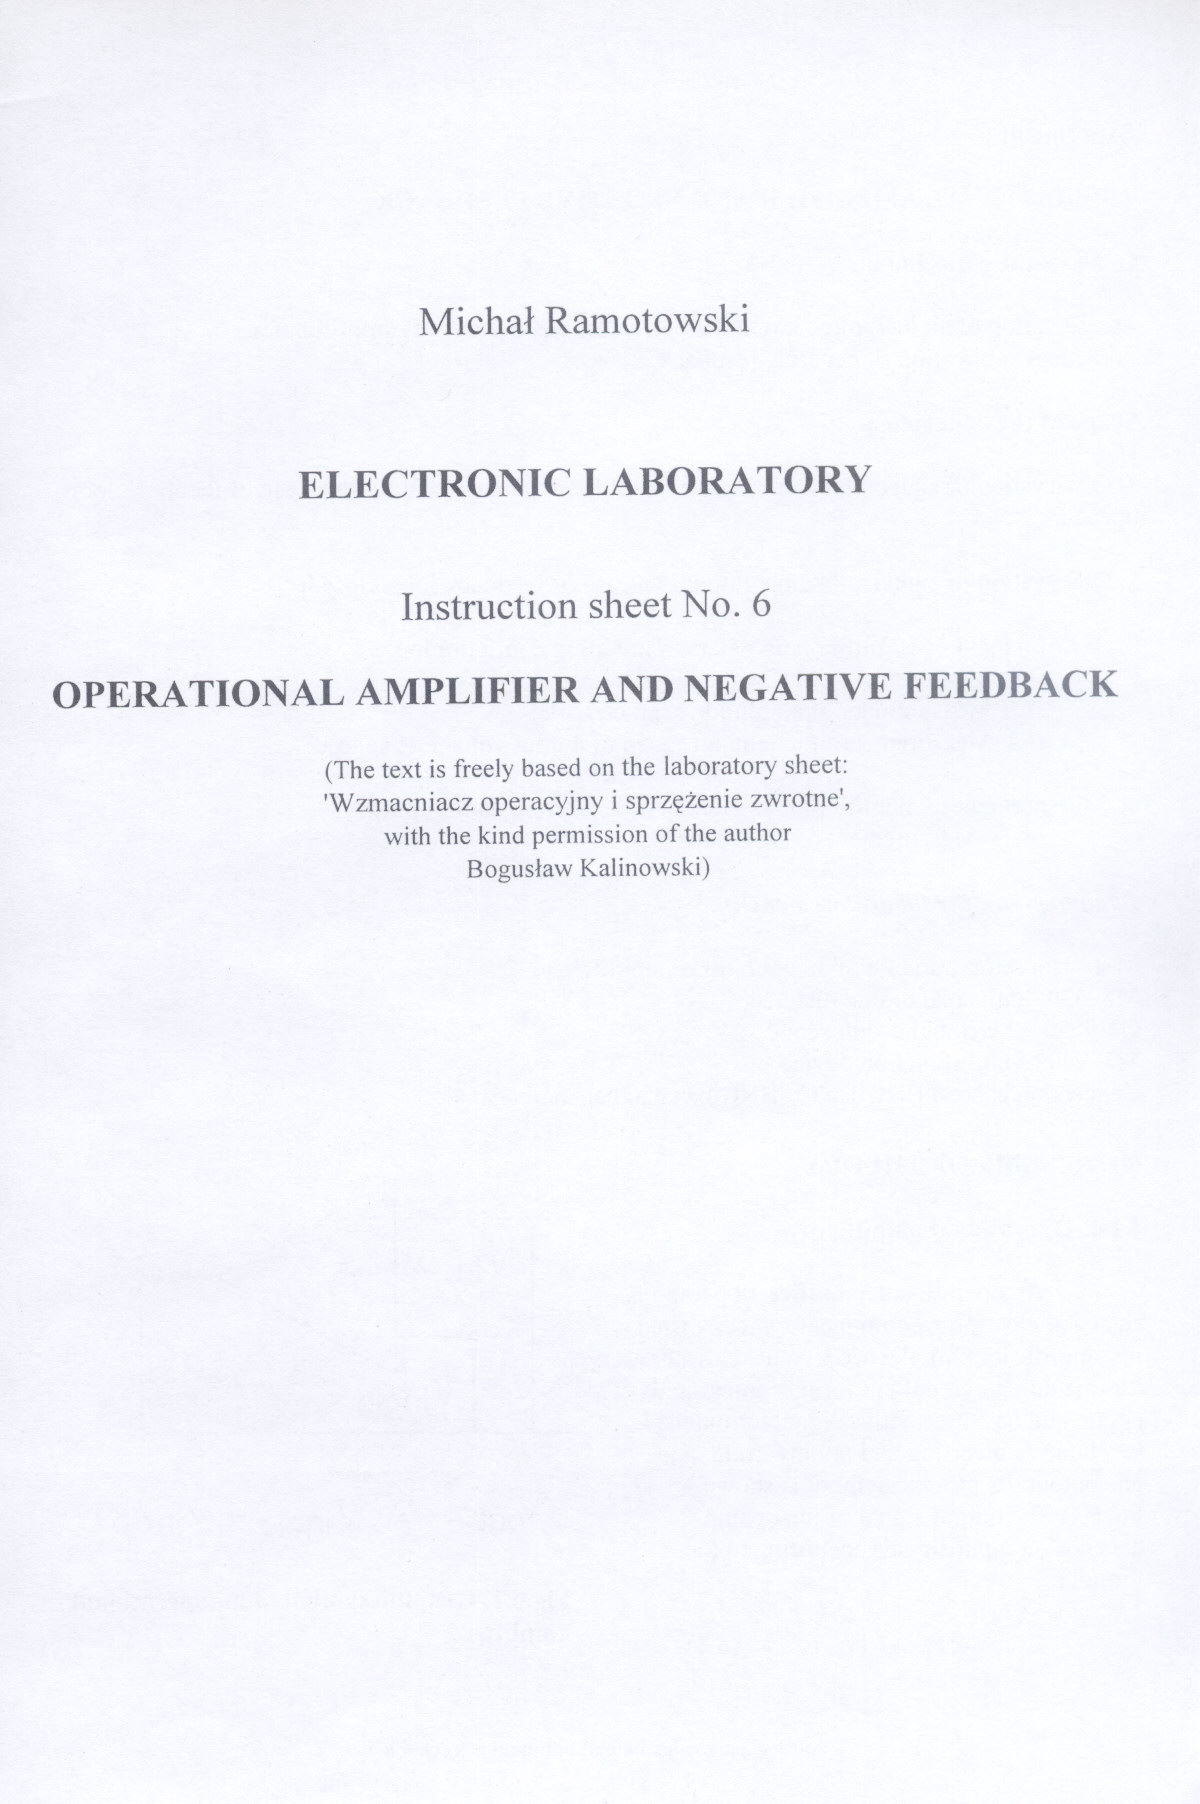 Michał Ramotowski
ELECTRONIC LABORATORY
Instruction sheet No. 6
OPERATIONAL AMPLIFIER AND NEGATIVE FEEDBACK
(The text is freely based on the laboratory sheet:
'Wzmacniacz operacyjny i sprzężenie zwrotne',
with the kind permission of the author
Bogusław Kalinowski)